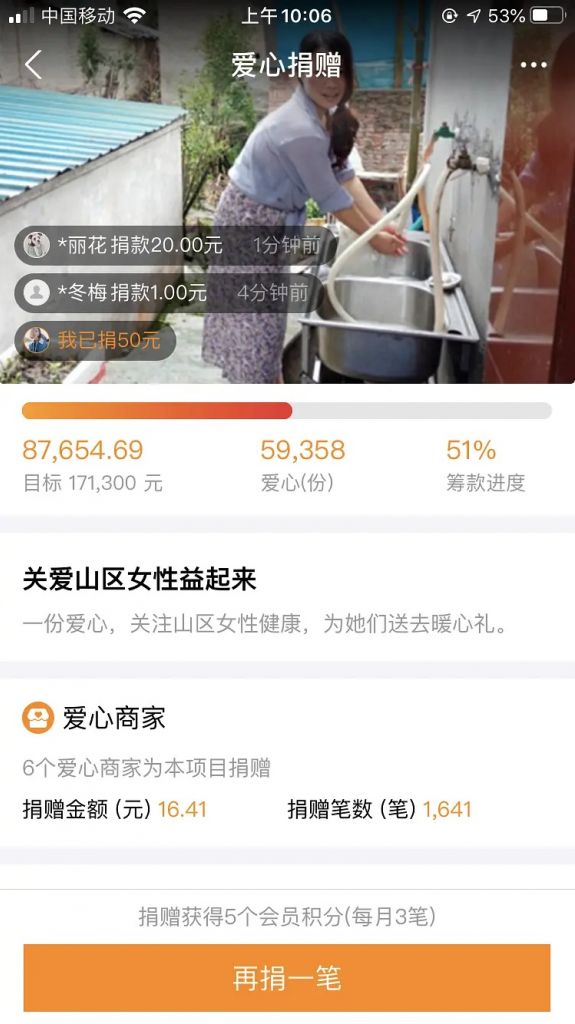 中国移动 上午10:06 53%
爱心捐赠
*丽花 捐款20.00元 1分钟前
*冬梅 捐款1.00元 4分钟前
我已捐50元
87,654.69 59,358 51%
目标 171,300 元 爱心(份) 筹款进度
关爱山区女性益起来
一份爱心，关注山区女性健康，为她们送去暖心礼。
爱心商家
6个爱心商家为本项目捐赠
捐赠金额 (元) 16.41 捐赠笔数 (笔) 1,641
捐赠获得5个会员积分(每月3笔)
再捐一笔